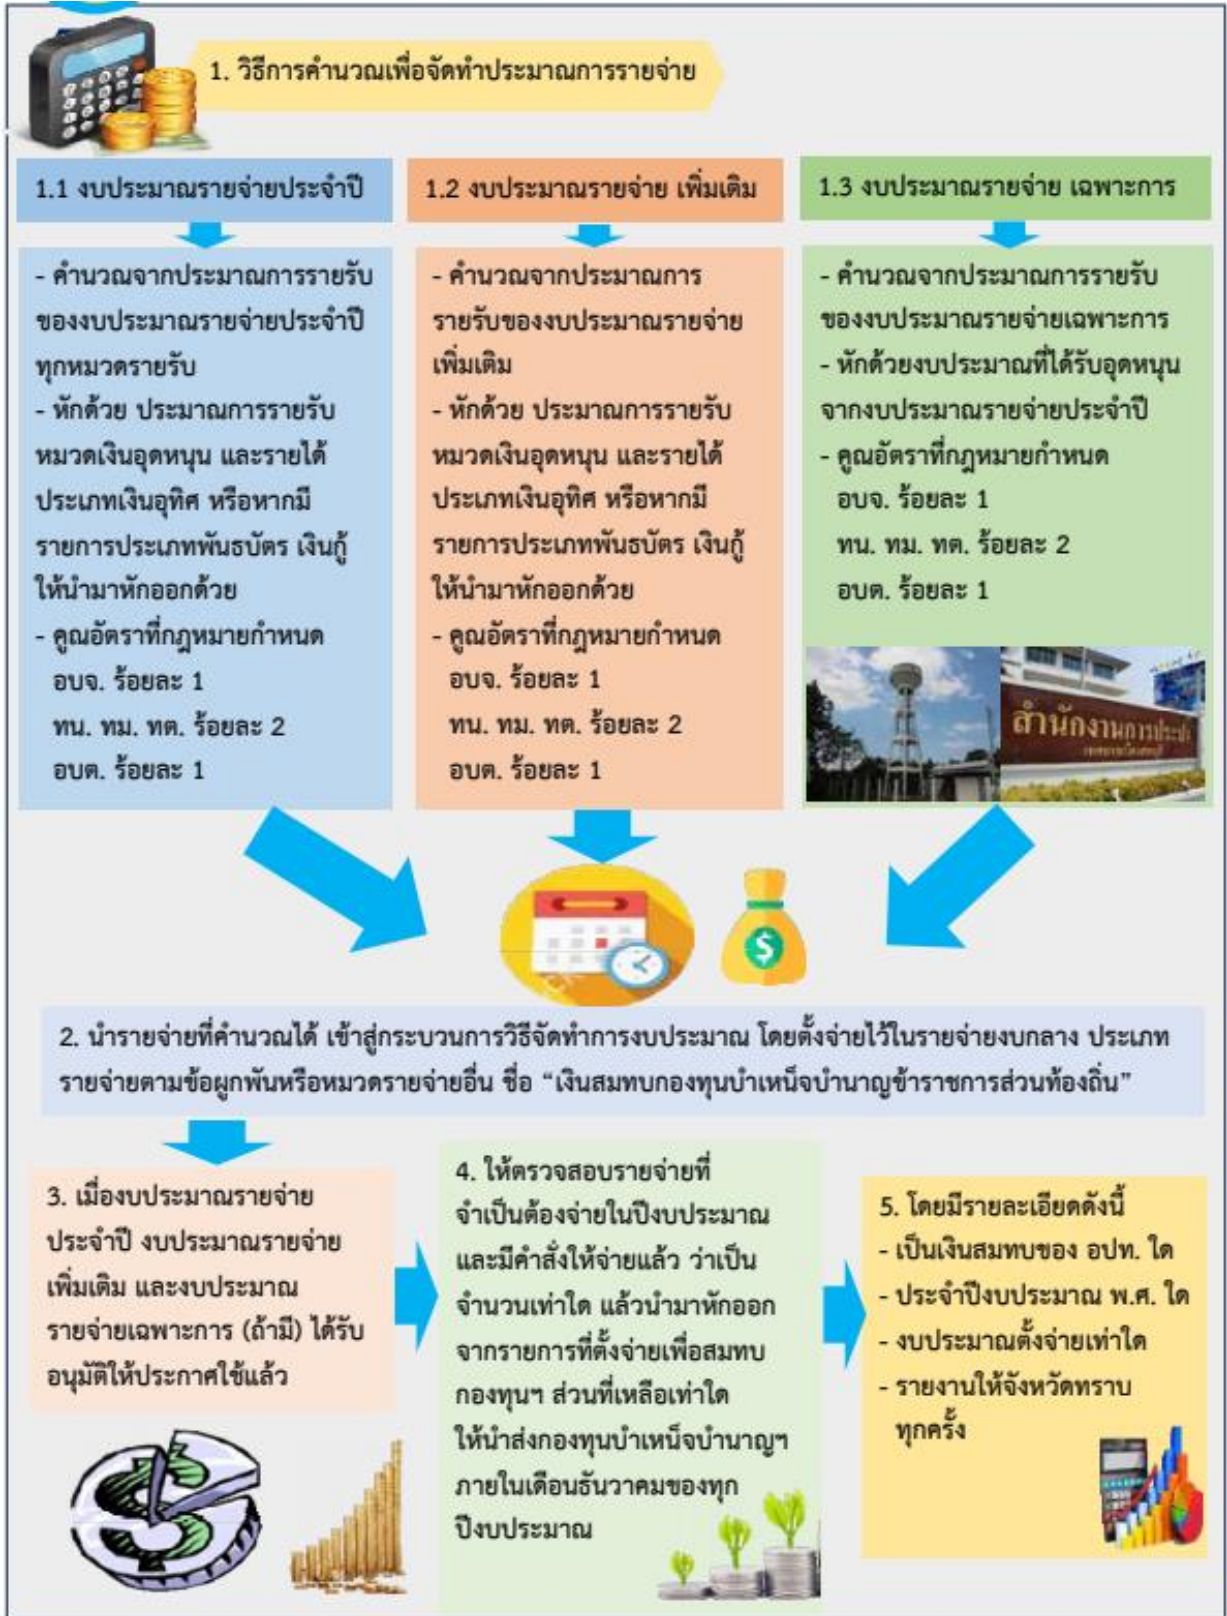 1. วิธีการคำนวณเพื่อจัดทำประมาณการรายจ่าย
1.1 งบประมาณรายจ่ายประจำปี
- คำนวณจากประมาณการรายรับ
ของงบประมาณรายจ่ายประจำปี
ทุกหมวดรายรับ
- หักด้วย ประมาณการรายรับ
หมวดเงินอุดหนุน และรายได้
ประเภทเงินอุทิศ หรือหากมี
รายการประเภทพันธบัตร เงินกู้
ให้นำมาหักออกด้วย
- คูณอัตราที่กฎหมายกำหนด
อบจ. ร้อยละ 1
ทน. ทม. ทต. ร้อยละ 2
อบต. ร้อยละ 1
1.2 งบประมาณรายจ่าย เพิ่มเติม
- คำนวณจากประมาณการ
รายรับของงบประมาณรายจ่าย
เพิ่มเติม
- หักด้วย ประมาณการรายรับ
หมวดเงินอุดหนุน และรายได้
ประเภทเงินอุทิศ หรือหากมี
รายการประเภทพันธบัตร เงินกู้
ให้นำมาหักออกด้วย
- คูณอัตราที่กฎหมายกำหนด
อบจ. ร้อยละ 1
ทน. ทม. ทต. ร้อยละ 2
อบต. ร้อยละ 1
1.3 งบประมาณรายจ่าย เฉพาะการ
- คำนวณจากประมาณการรายรับ
ของงบประมาณรายจ่ายเฉพาะการ
- หักด้วยงบประมาณที่ได้รับอุดหนุน
จากงบประมาณรายจ่ายประจำปี
- คูณอัตราที่กฎหมายกำหนด
อบจ. ร้อยละ 1
ทน. ทม. ทต. ร้อยละ 2
อบต. ร้อยละ 1
สำนักงานการประปา
2. นำรายจ่ายที่คำนวณได้ เข้าสู่กระบวนการวิธีจัดทำการงบประมาณ โดยตั้งจ่ายไว้ในรายจ่ายงบกลาง ประเภท
รายจ่ายตามข้อผูกพันหรือหมวดรายจ่ายอื่น ชื่อ “เงินสมทบกองทุนบำเหน็จบำนาญข้าราชการส่วนท้องถิ่น”
3. เมื่องบประมาณรายจ่าย
ประจำปี งบประมาณรายจ่าย
เพิ่มเติม และงบประมาณ
รายจ่ายเฉพาะการ (ถ้ามี) ได้รับ
อนุมัติให้ประกาศใช้แล้ว
4. ให้ตรวจสอบรายจ่ายที่
จำเป็นต้องจ่ายในปีงบประมาณ
และมีคำสั่งให้จ่ายแล้ว ว่าเป็น
จำนวนเท่าใด แล้วนำมาหักออก
จากรายการที่ตั้งจ่ายเพื่อสมทบ
กองทุนฯ ส่วนที่เหลือเท่าใด
ให้นำส่งกองทุนบำเหน็จบำนาญฯ
ภายในเดือนธันวาคมของทุก
ปีงบประมาณ
5. โดยมีรายละเอียดดังนี้
- เป็นเงินสมทบของ อปท. ใด
- ประจำปีงบประมาณ พ.ศ. ใด
- งบประมาณตั้งจ่ายเท่าใด
- รายงานให้จังหวัดทราบ
ทุกครั้ง